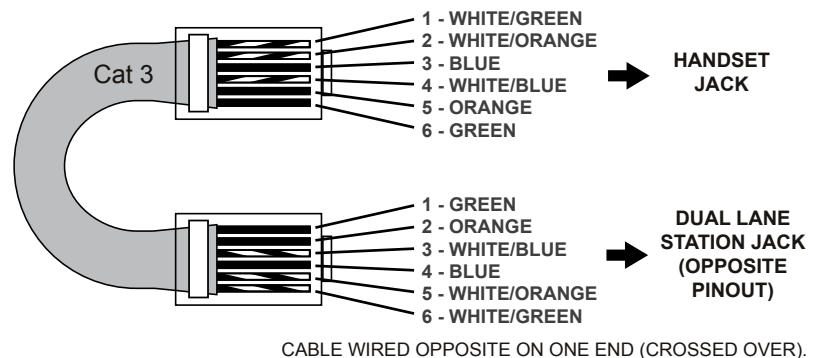 Cat 3
1 - WHITE/GREEN
2 - WHITE/ORANGE
3 - BLUE
4 - WHITE/BLUE
5 - ORANGE
6 - GREEN
HANDSET
JACK
1 - GREEN
2 - ORANGE
3 - WHITE/BLUE
4 - BLUE
5 - WHITE/ORANGE
6 - WHITE/GREEN
DUAL LANE
STATION JACK
(OPPOSITE
PINOUT)
CABLE WIRED OPPOSITE ON ONE END (CROSSED OVER).